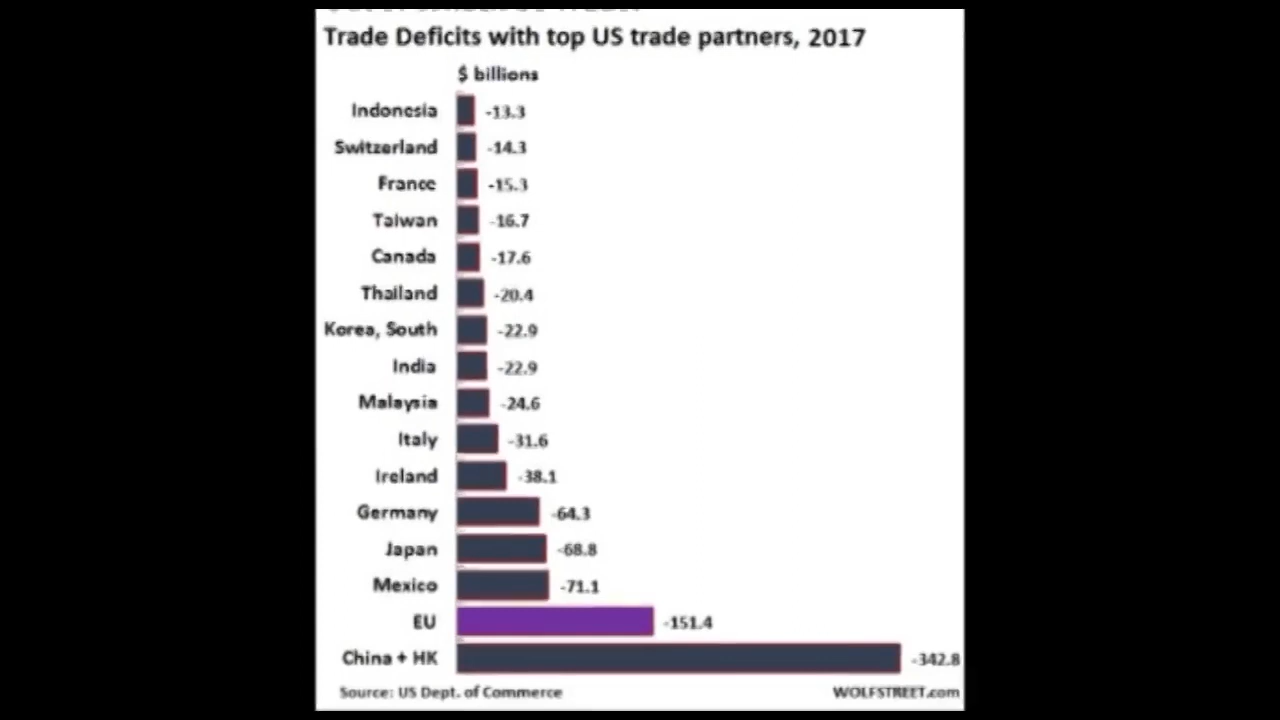 Trade Deficits with top US trade partners, 2017
$ billions
Indonesia -13.3
Switzerland -14.3
France -15.3
Taiwan -16.7
Canada -17.6
Thailand -20.4
Korea, South -22.9
India -22.9
Malaysia -24.6
Italy -31.6
Ireland -38.1
Germany -64.3
Japan -68.8
Mexico -71.1
EU -151.4
China + HK -342.8
Source: US Dept. of Commerce WOLFSTREET.com